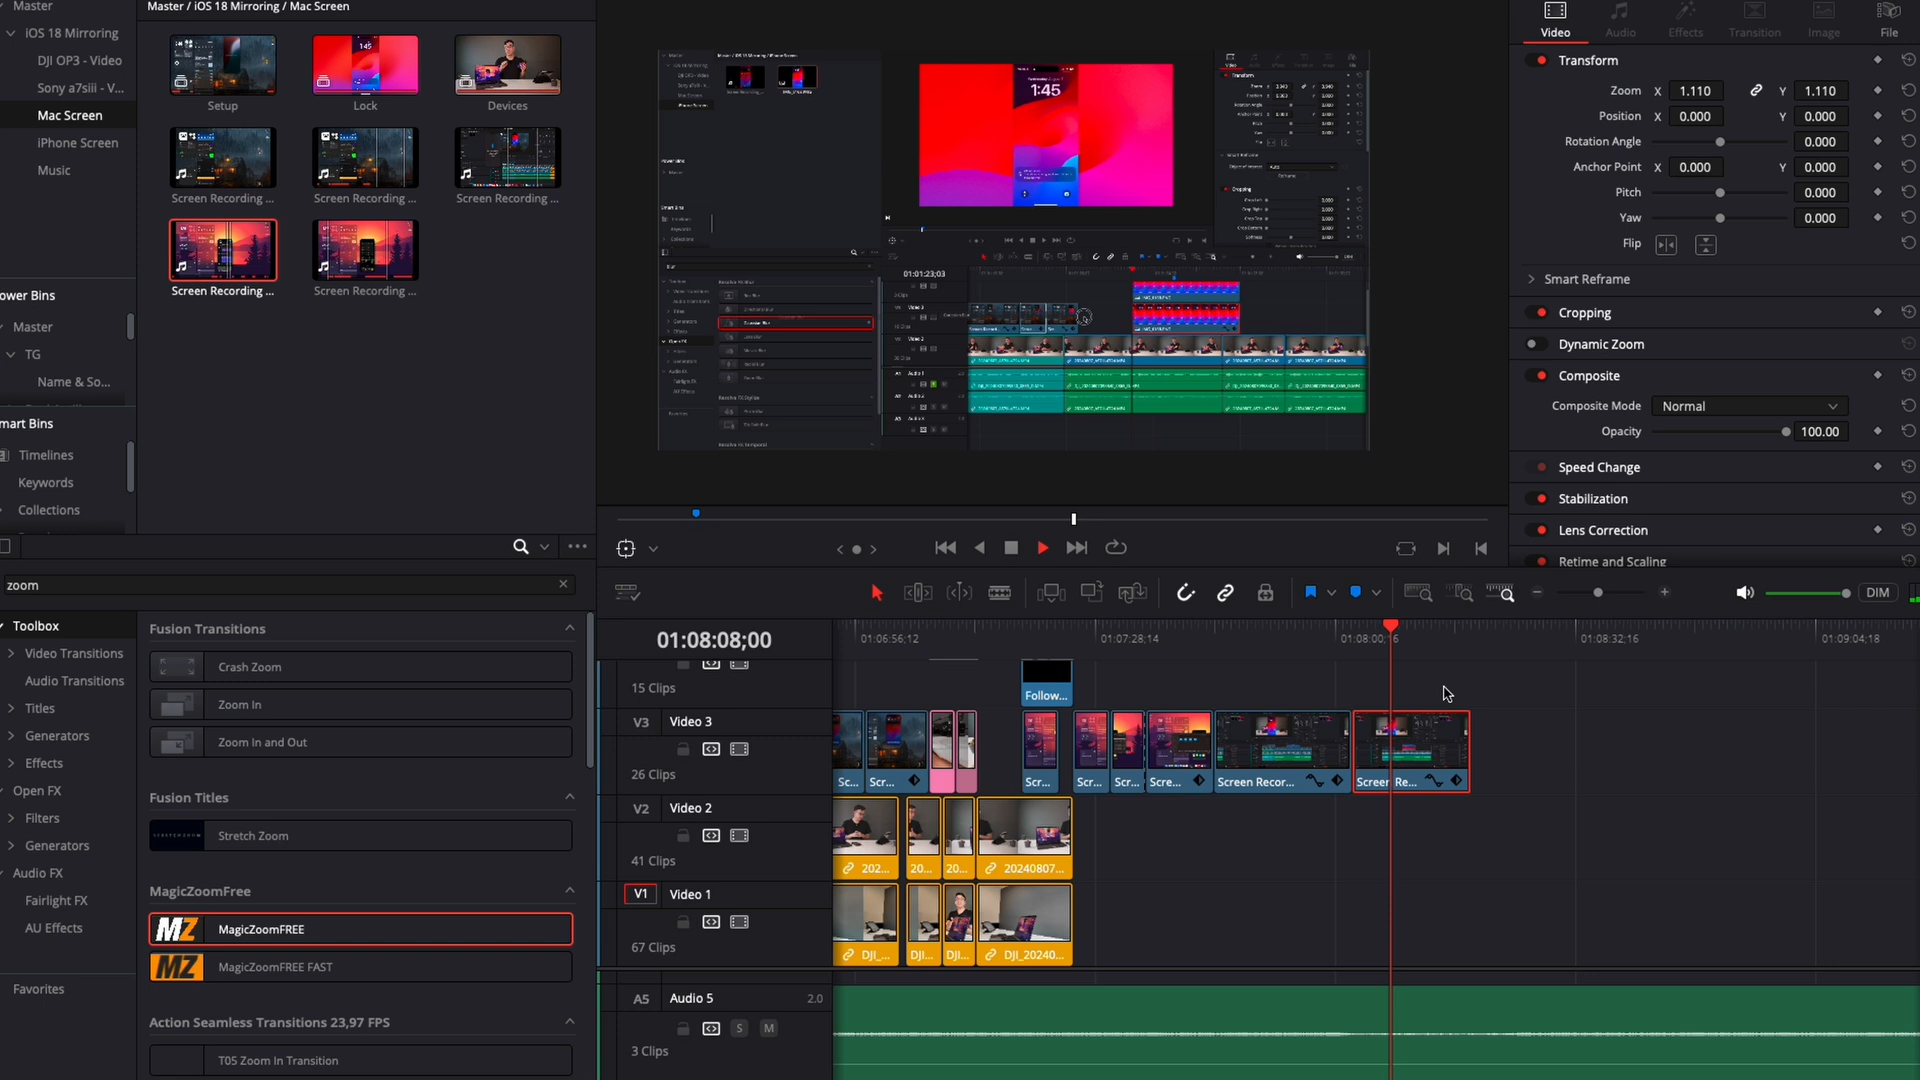 Master
Master / iOS 18 Mirroring / Mac Screen
iOS 18 Mirroring
DJI OP3 - Video
Sony a7siii - V...
Mac Screen
iPhone Screen
Music
Setup
Lock
Devices
Screen Recording ...
Screen Recording ...
Screen Recording ...
Screen Recording ...
Screen Recording ...
ower Bins
Master
TG
Name & So...
mart Bins
Timelines
Keywords
Collections
1:45
01:01:23;03
Video
Audio
Effects
Transition
Image
File
Transform
Zoom X 1.110 Y 1.110
Position X 0.000 Y 0.000
Rotation Angle 0.000
Anchor Point X 0.000 Y 0.000
Pitch 0.000
Yaw 0.000
Flip
Smart Reframe
Cropping
Dynamic Zoom
Composite
Composite Mode Normal
Opacity 100.00
Speed Change
Stabilization
Lens Correction
Retime and Scaling
zoom
Toolbox
Video Transitions
Audio Transitions
Titles
Generators
Effects
Open FX
Filters
Generators
Audio FX
Fairlight FX
AU Effects
Favorites
Fusion Transitions
Crash Zoom
Zoom In
Zoom In and Out
Fusion Titles
Stretch Zoom
MagicZoomFree
MZ MagicZoomFREE
MZ MagicZoomFREE FAST
Action Seamless Transitions 23,97 FPS
T05 Zoom In Transition
DIM
01:08:08;00
01:06:56;12
01:07:28;14
01:08:00;16
01:08:32;16
01:09:04;18
15 Clips
Follow...
V3 Video 3
26 Clips
Sc...
Scr...
Scr...
Scr...
Scr...
Scre...
Screen Recor...
Screen Re...
V2 Video 2
41 Clips
202...
20...
20...
20240807...
V1 Video 1
67 Clips
DJI_...
DJI...
DJI...
DJI_20240...
A5 Audio 5 2.0
S M
3 Clips